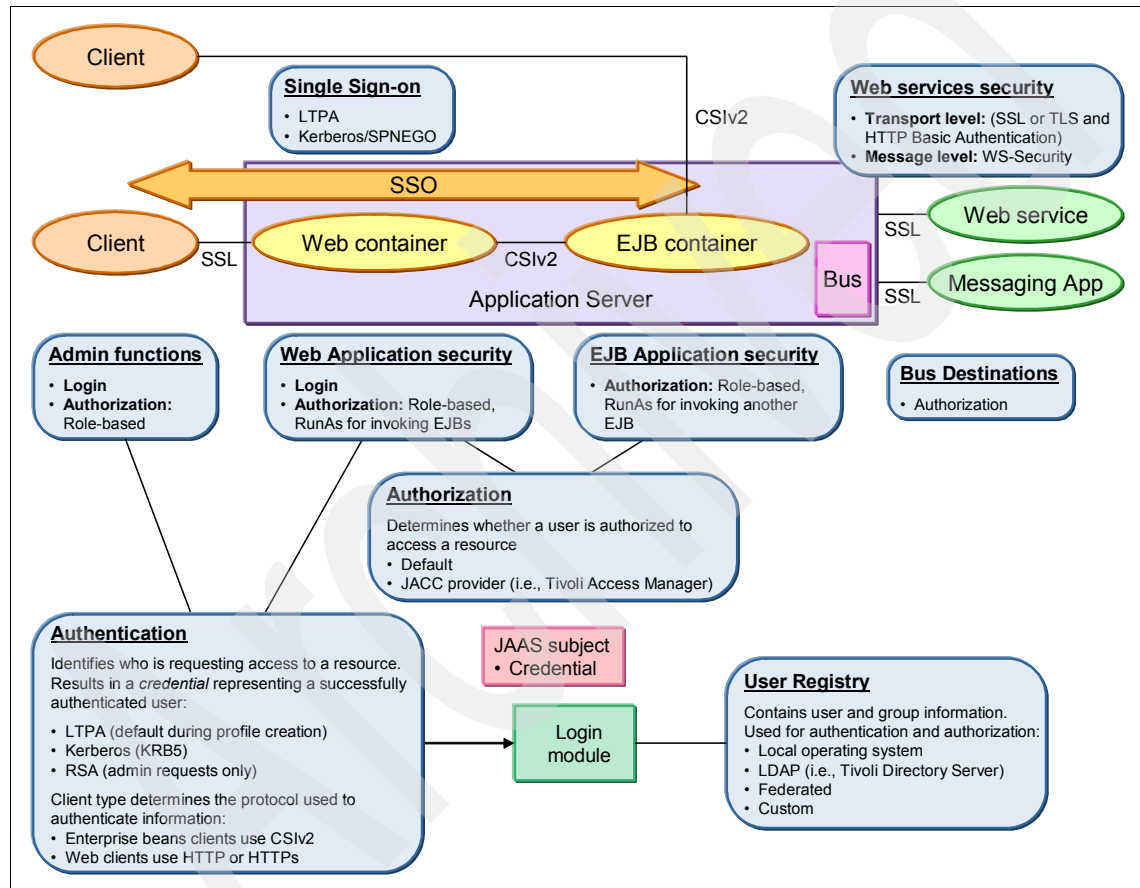 Client
Single Sign-on
• LTPA
• Kerberos/SPNEGO
CSIv2
Web services security
• Transport level: (SSL or TLS and
HTTP Basic Authentication)
• Message level: WS-Security
SSO
Client
SSL
Web container
CSIv2
EJB container
Bus
Application Server
SSL
Web service
SSL
Messaging App
Admin functions
• Login
• Authorization:
Role-based
Web Application security
• Login
• Authorization: Role-based,
RunAs for invoking EJBs
EJB Application security
• Authorization: Role-based,
RunAs for invoking another
EJB
Bus Destinations
• Authorization
Authorization
Determines whether a user is authorized to
access a resource
• Default
• JACC provider (i.e., Tivoli Access Manager)
Authentication
Identifies who is requesting access to a resource.
Results in a credential representing a successfully
authenticated user:
• LTPA (default during profile creation)
• Kerberos (KRB5)
• RSA (admin requests only)
Client type determines the protocol used to
authenticate information:
• Enterprise beans clients use CSIv2
• Web clients use HTTP or HTTPs
JAAS subject
• Credential
Login
module
User Registry
Contains user and group information.
Used for authentication and authorization:
• Local operating system
• LDAP (i.e., Tivoli Directory Server)
• Federated
• Custom
Archived